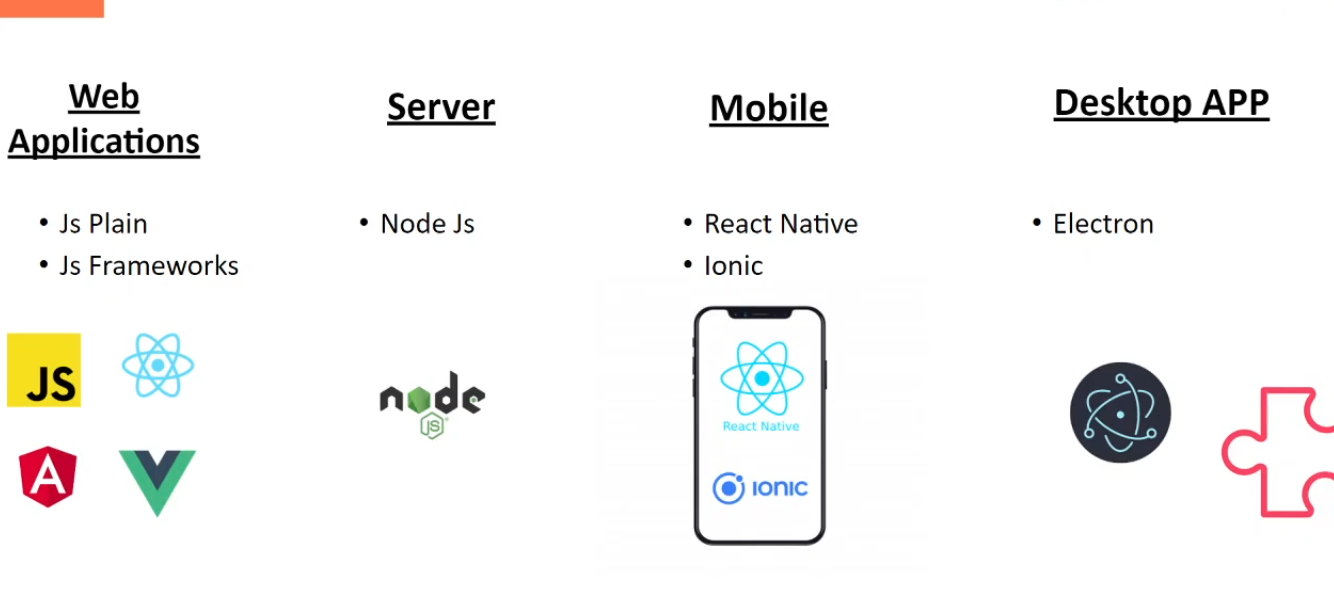 Web
Applications
Server
Mobile
Desktop APP
• Js Plain
• Js Frameworks
• Node Js
• React Native
• Ionic
• Electron
JS
A
node
JS
React Native
IONIC